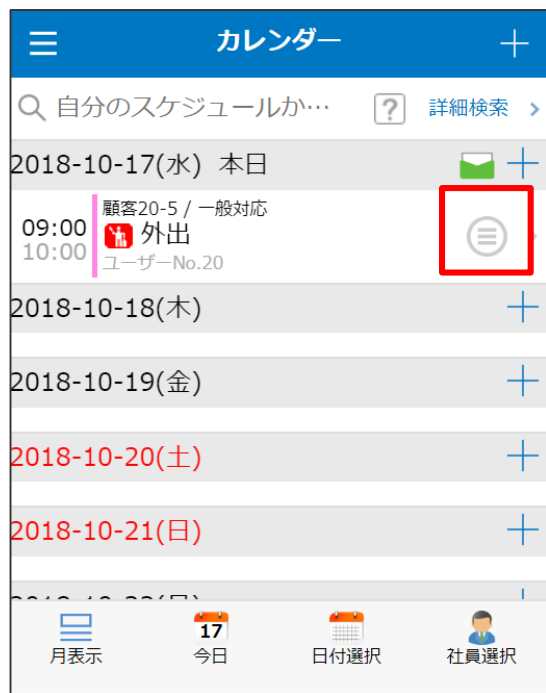 カレンダー
自分のスケジュールか… ? 詳細検索
2018-10-17(水) 本日
顧客20-5 / 一般対応
09:00 外出
10:00 ユーザーNo.20
2018-10-18(木)
2018-10-19(金)
2018-10-20(土)
2018-10-21(日)
17
月表示 今日 日付選択 社員選択